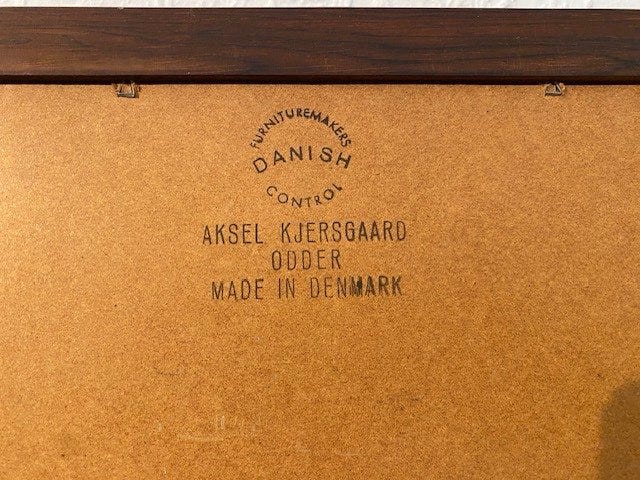 FURNITUREMAKERS
DANISH
CONTROL
AKSEL KJERSGAARD
ODDER
MADE IN DENMARK